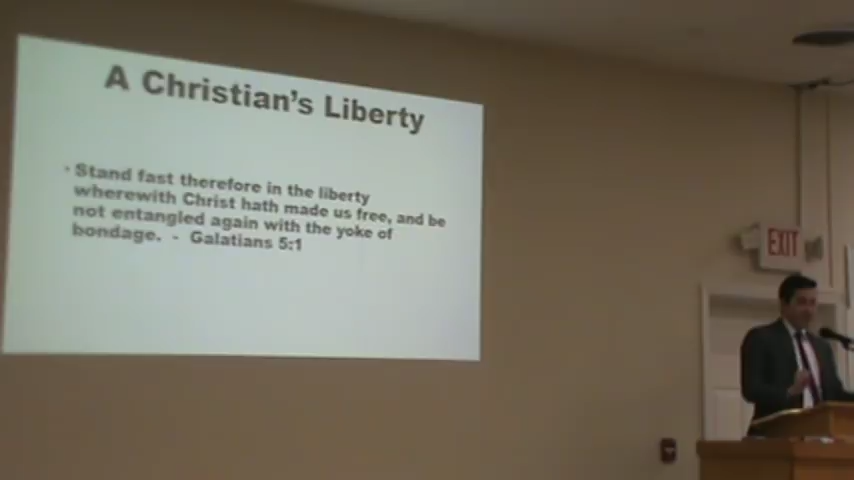 A Christian's Liberty
• Stand fast therefore in the liberty
wherewith Christ hath made us free, and be
not entangled again with the yoke of
bondage. - Galatians 5:1
EXIT